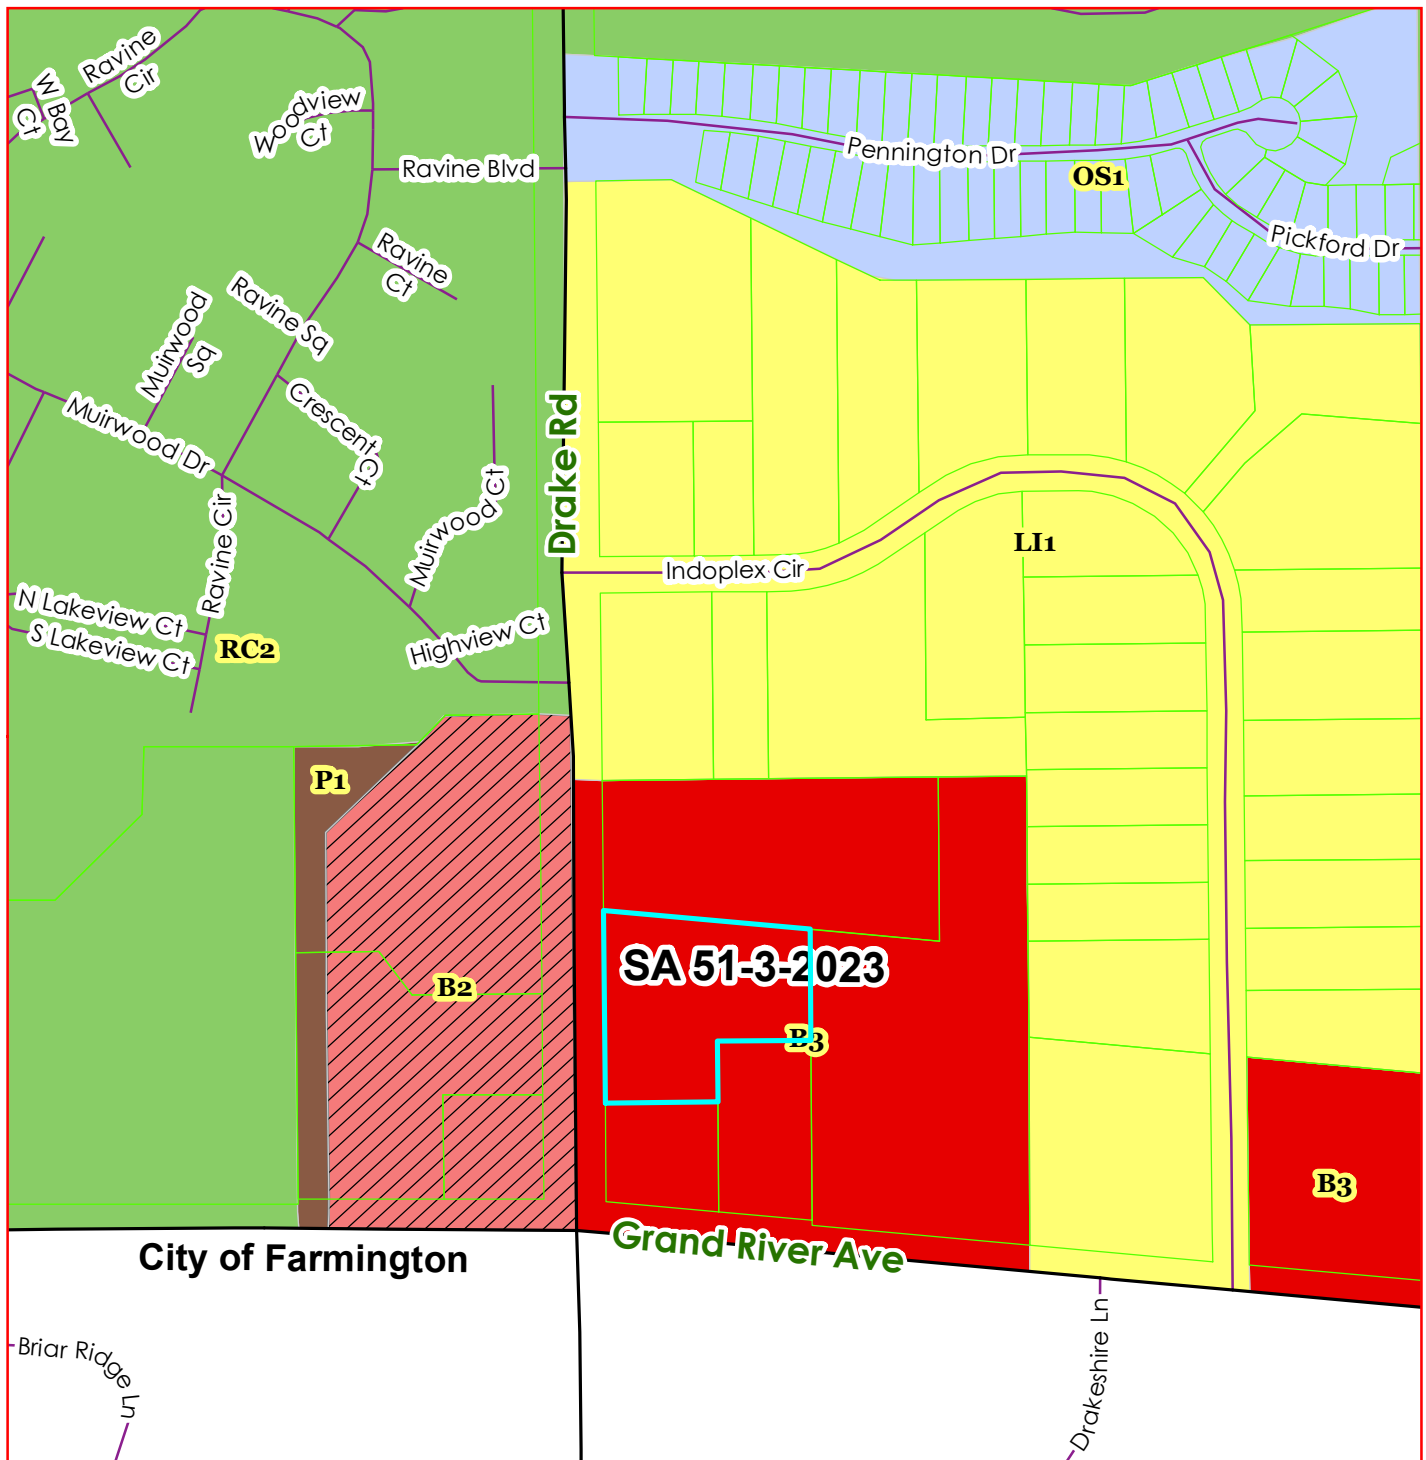 Ravine
Cir
W Bay
Ct
Woodview
Ct
Ravine Blvd
Pennington Dr
OS1
Pickford Dr
Ravine
Ct
Ravine Sq
Muirwood
Sq
Muirwood Dr
Crescent
Ct
Drake Rd
Muirwood Ct
Ravine Cir
LI1
Indoplex Cir
N Lakeview Ct
S Lakeview Ct
RC2
Highview Ct
P1
SA 51-3-2023
B2
B3
B3
Grand River Ave
City of Farmington
Briar Ridge Ln
Drakeshire Ln